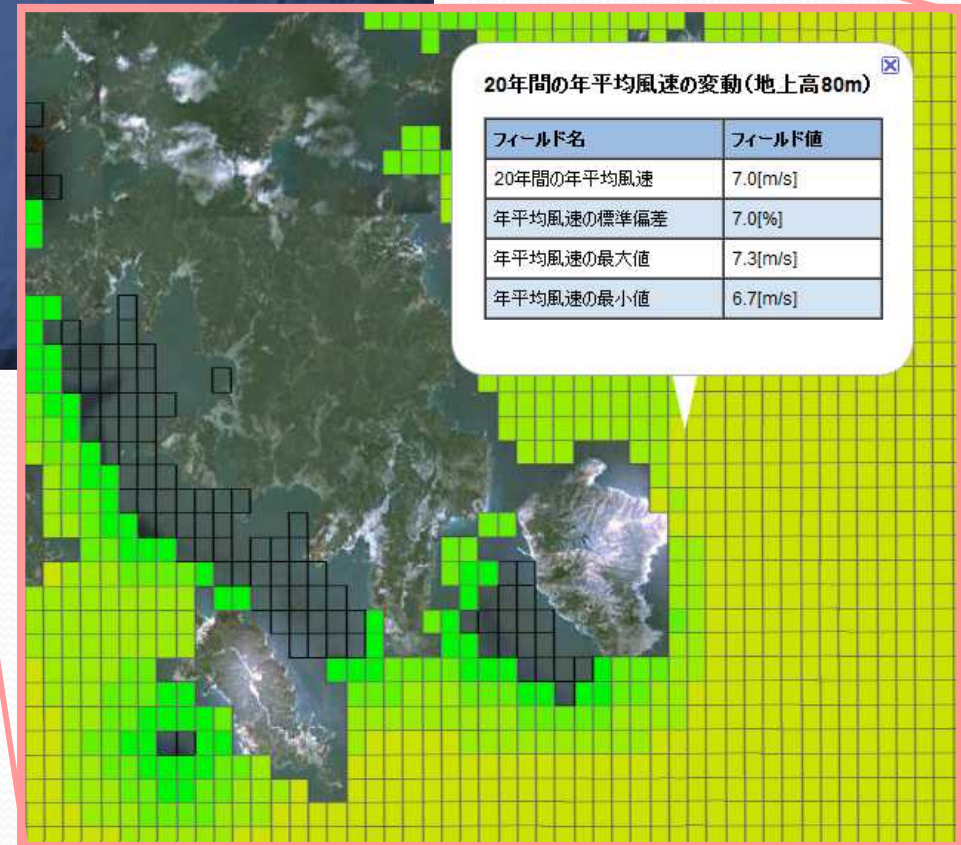 20年間の年平均風速の変動(地上高80m)
フィールド名 フィールド値
20年間の年平均風速 7.0[m/s]
年平均風速の標準偏差 7.0[%]
年平均風速の最大値 7.3[m/s]
年平均風速の最小値 6.7[m/s]